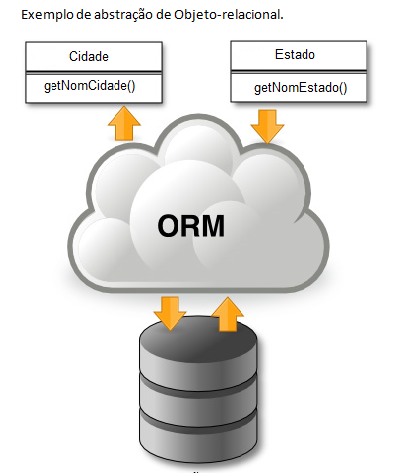 Exemplo de abstração de Objeto-relacional.
Cidade
getNomCidade()
Estado
getNomEstado()
ORM